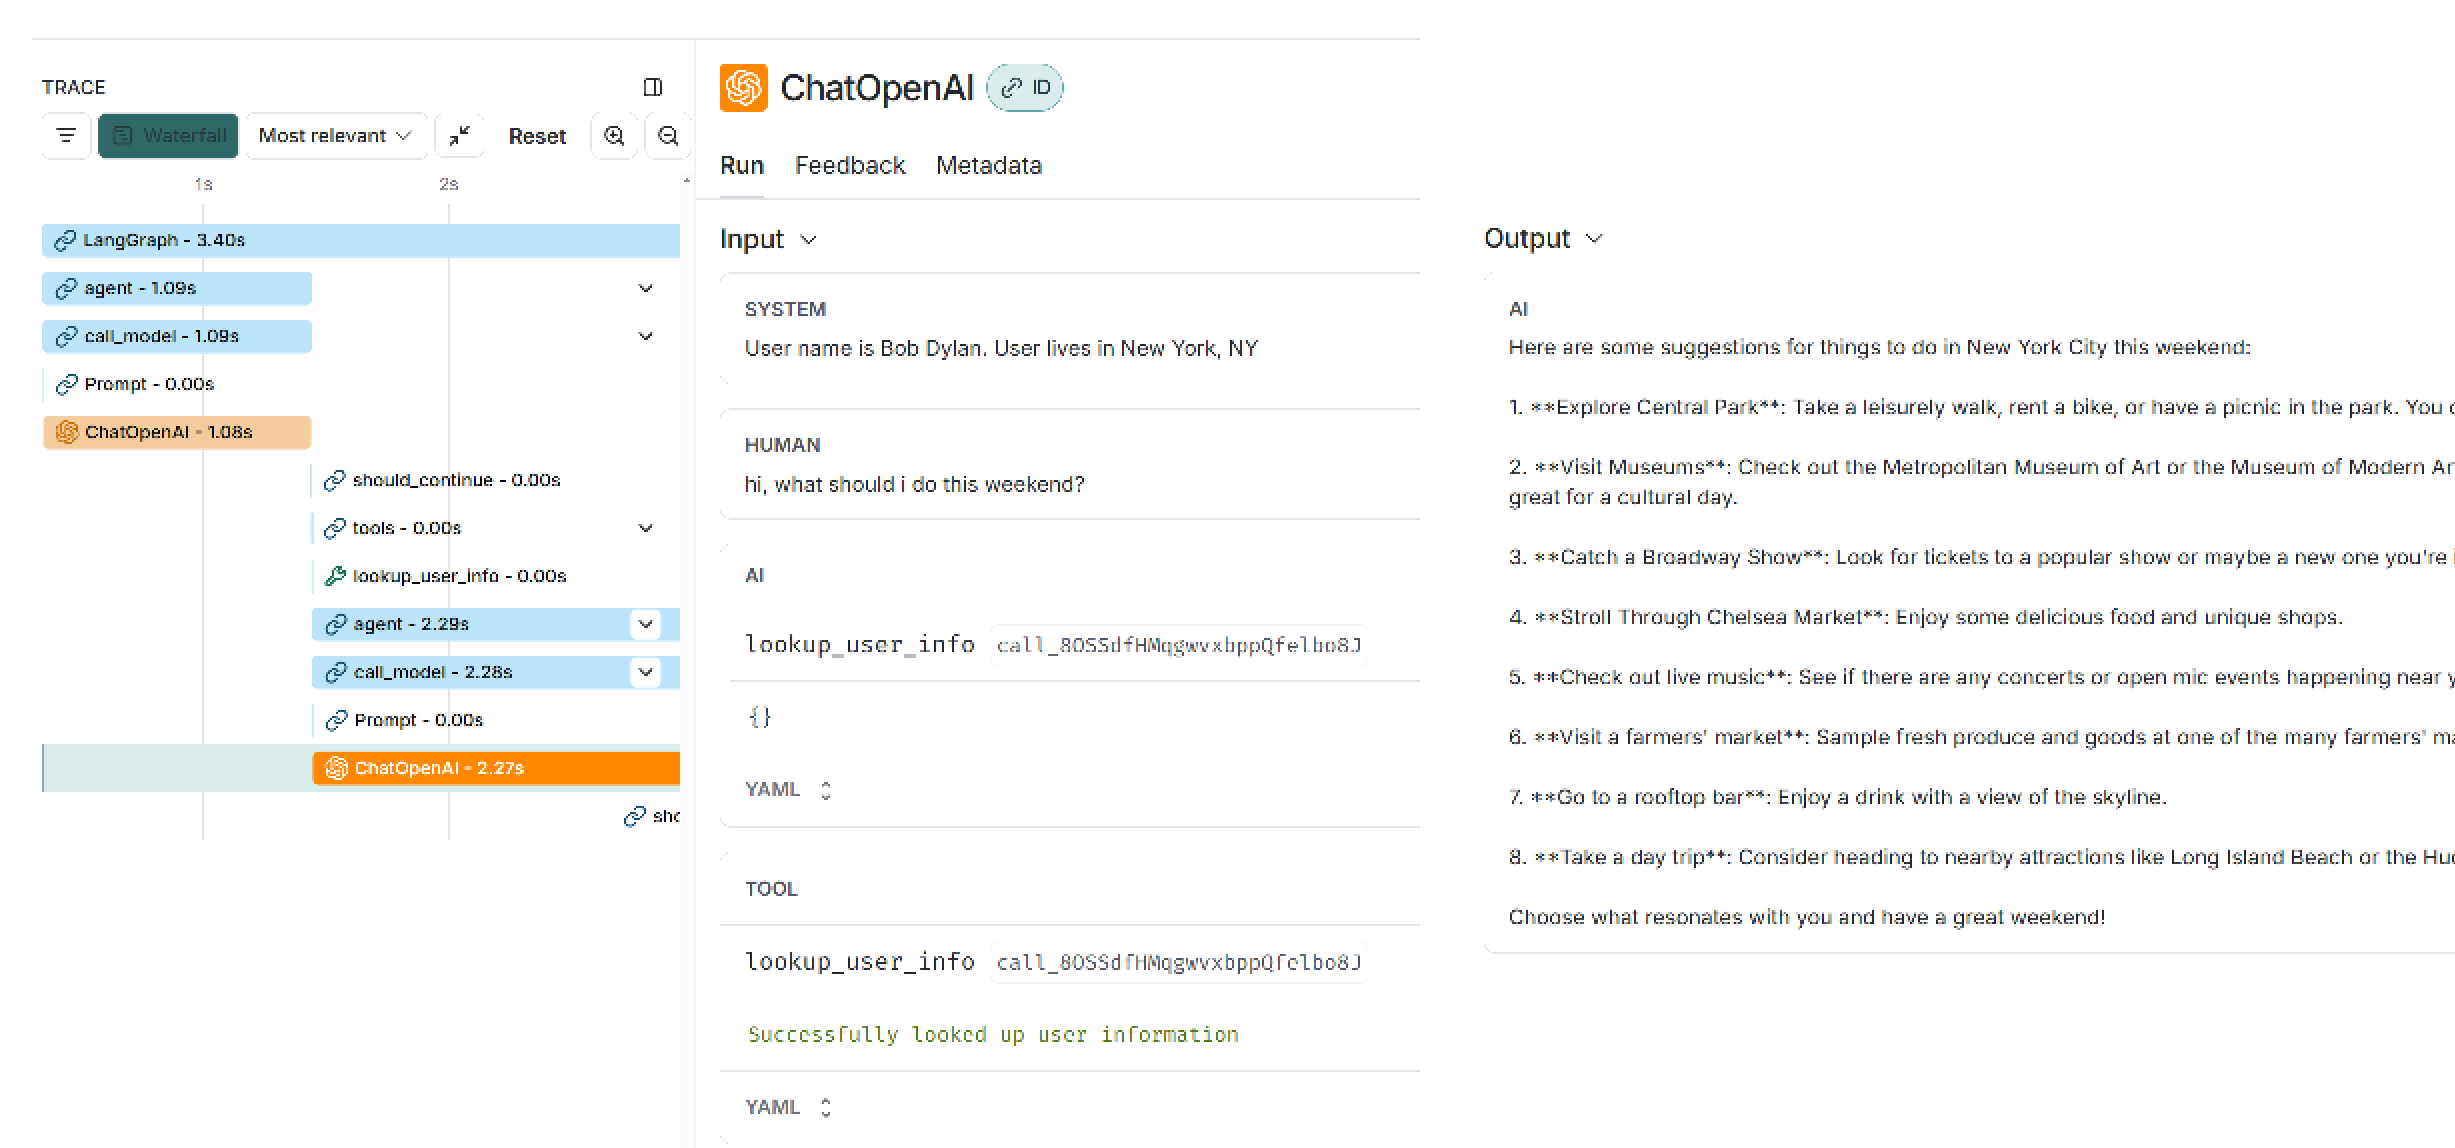 TRACE
Waterfall
Most relevant
Reset
1s
2s
LangGraph - 3.40s
agent - 1.09s
call_model - 1.09s
Prompt - 0.00s
ChatOpenAI - 1.08s
should_continue - 0.00s
tools - 0.00s
lookup_user_info - 0.00s
agent - 2.29s
call_model - 2.28s
Prompt - 0.00s
ChatOpenAI - 2.27s
ChatOpenAI
ID
Run Feedback Metadata
Input
SYSTEM
User name is Bob Dylan. User lives in New York, NY
HUMAN
hi, what should i do this weekend?
AI
lookup_user_info call_8OSSdfHMqgwvxbppQfelbo8J
{}
YAML
TOOL
lookup_user_info call_8OSSdfHMqgwvxbppQfelbo8J
Successfully looked up user information
YAML
Output
AI
Here are some suggestions for things to do in New York City this weekend:
1. **Explore Central Park**: Take a leisurely walk, rent a bike, or have a picnic in the park. You
2. **Visit Museums**: Check out the Metropolitan Museum of Art or the Museum of Modern Ar
great for a cultural day.
3. **Catch a Broadway Show**: Look for tickets to a popular show or maybe a new one you're
4. **Stroll Through Chelsea Market**: Enjoy some delicious food and unique shops.
5. **Check out live music**: See if there are any concerts or open mic events happening near
6. **Visit a farmers' market**: Sample fresh produce and goods at one of the many farmers'
7. **Go to a rooftop bar**: Enjoy a drink with a view of the skyline.
8. **Take a day trip**: Consider heading to nearby attractions like Long Island Beach or the
Choose what resonates with you and have a great weekend!